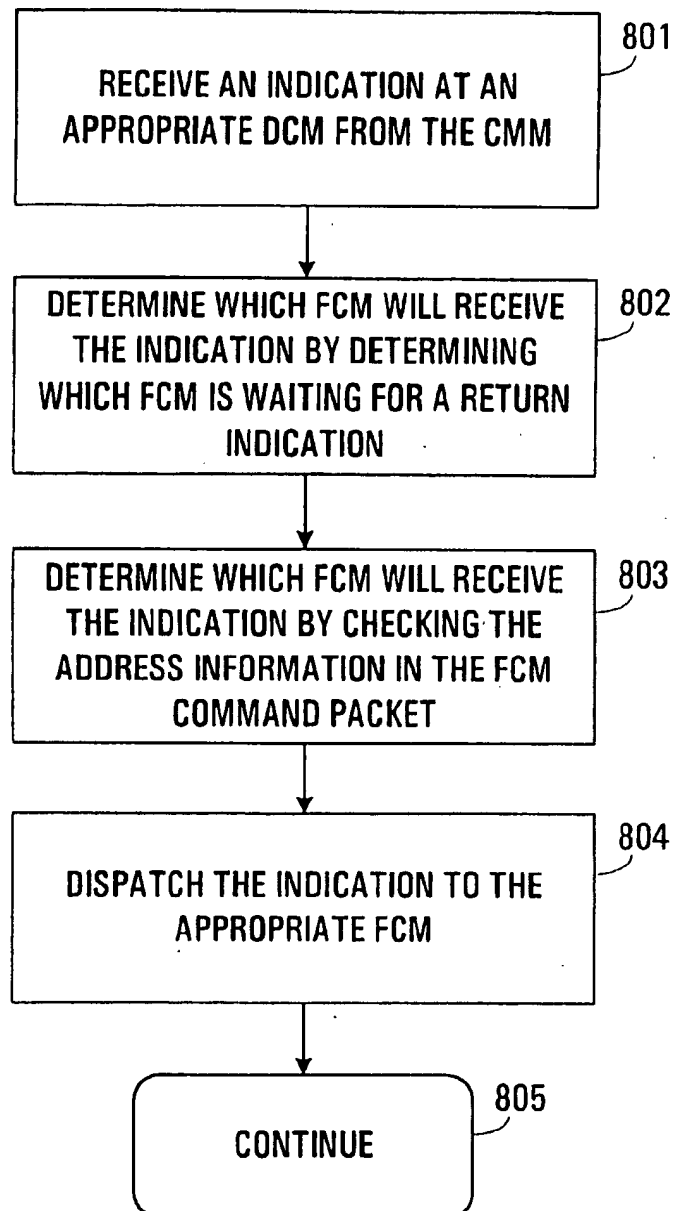 801
RECEIVE AN INDICATION AT AN
APPROPRIATE DCM FROM THE CMM
802
DETERMINE WHICH FCM WILL RECEIVE
THE INDICATION BY DETERMINING
WHICH FCM IS WAITING FOR A RETURN
INDICATION
803
DETERMINE WHICH FCM WILL RECEIVE
THE INDICATION BY CHECKING THE
ADDRESS INFORMATION IN THE FCM
COMMAND PACKET
804
DISPATCH THE INDICATION TO THE
APPROPRIATE FCM
805
CONTINUE